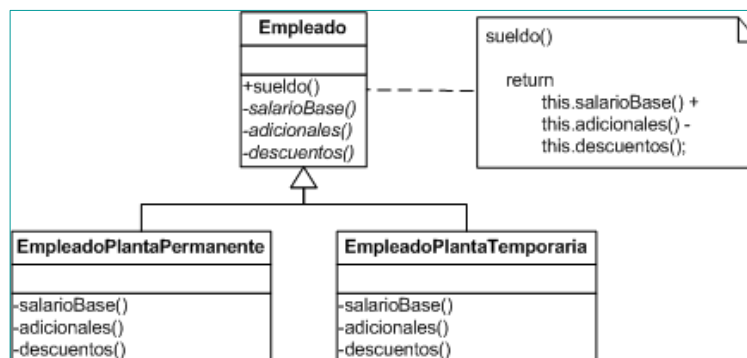 Empleado
+sueldo()
-salarioBase()
-adicionales()
-descuentos()
sueldo()
return
this.salarioBase() +
this.adicionales() -
this.descuentos();
EmpleadoPlantaPermanente
-salarioBase()
-adicionales()
-descuentos()
EmpleadoPlantaTemporaria
-salarioBase()
-adicionales()
-descuentos()